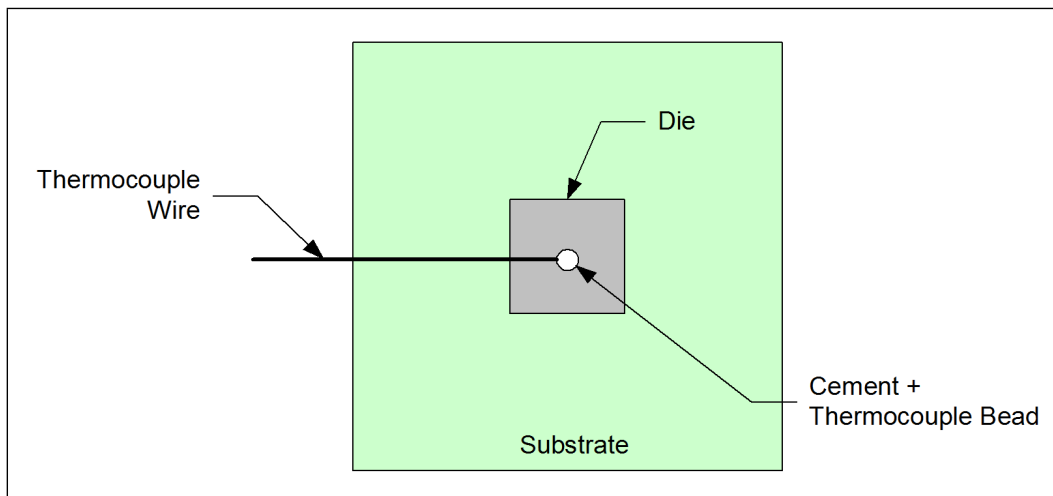 Die
Thermocouple
Wire
Cement +
Thermocouple Bead
Substrate